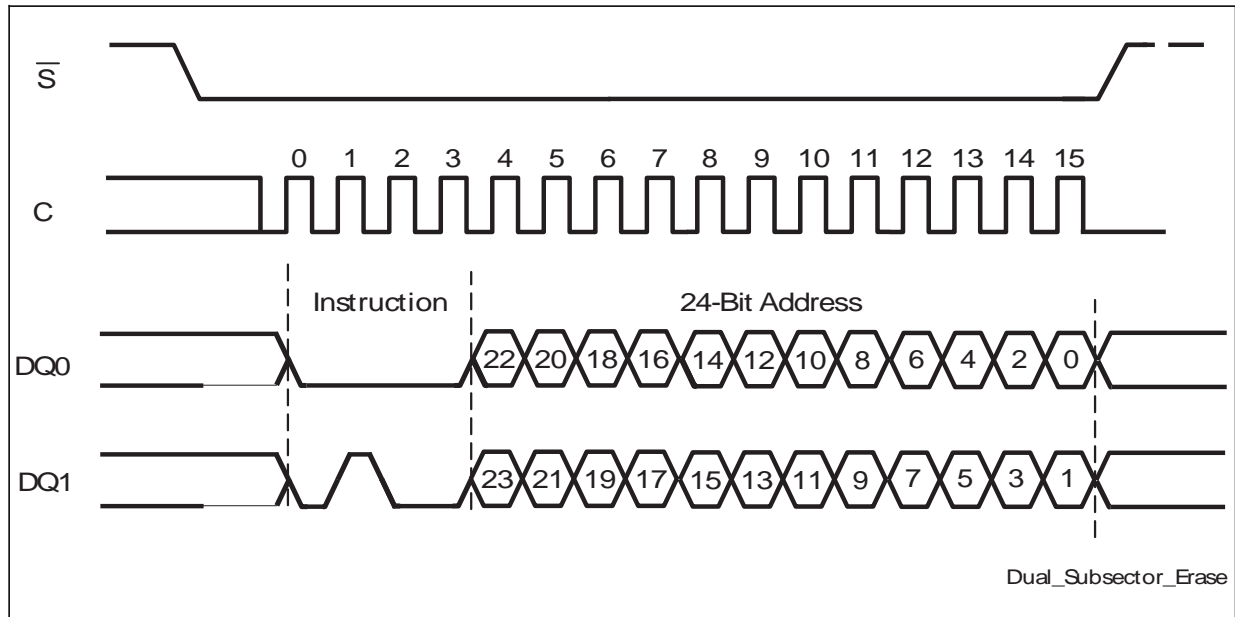 S
0 1 2 3 4 5 6 7 8 9 10 11 12 13 14 15
C
Instruction 24-Bit Address
DQ0 22 20 18 16 14 12 10 8 6 4 2 0
DQ1 23 21 19 17 15 13 11 9 7 5 3 1
Dual_Subsector_Erase